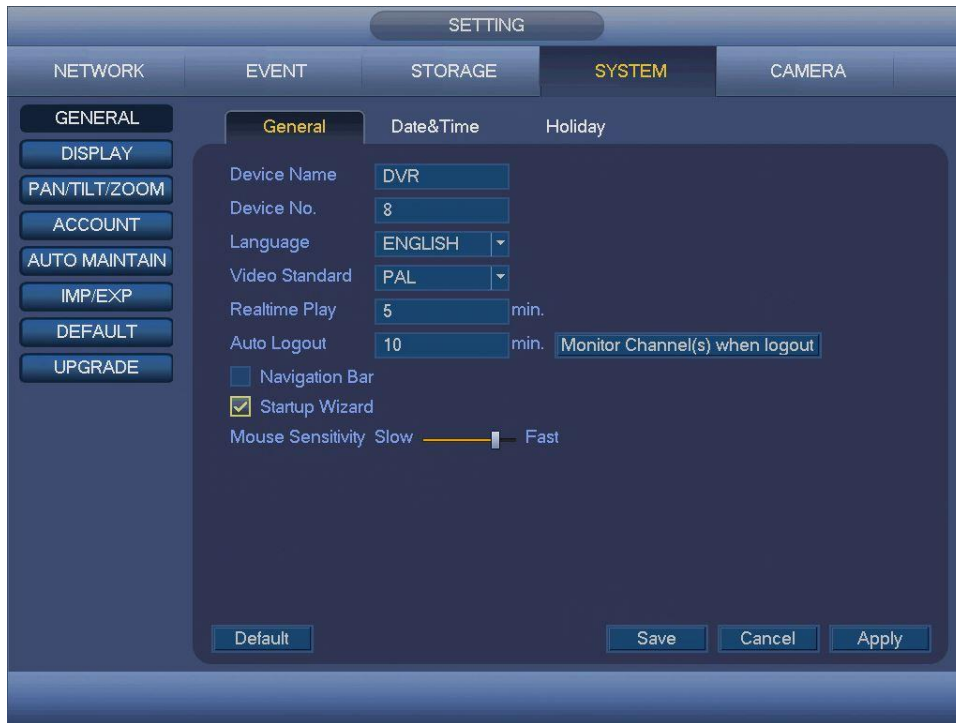 SETTING
NETWORK EVENT STORAGE SYSTEM CAMERA
GENERAL
DISPLAY
PAN/TILT/ZOOM
ACCOUNT
AUTO MAINTAIN
IMP/EXP
DEFAULT
UPGRADE
General Date&Time Holiday
Device Name DVR
Device No. 8
Language ENGLISH
Video Standard PAL
Realtime Play 5 min.
Auto Logout 10 min. Monitor Channel(s) when logout
Navigation Bar
Startup Wizard
Mouse Sensitivity Slow Fast
Default Save Cancel Apply